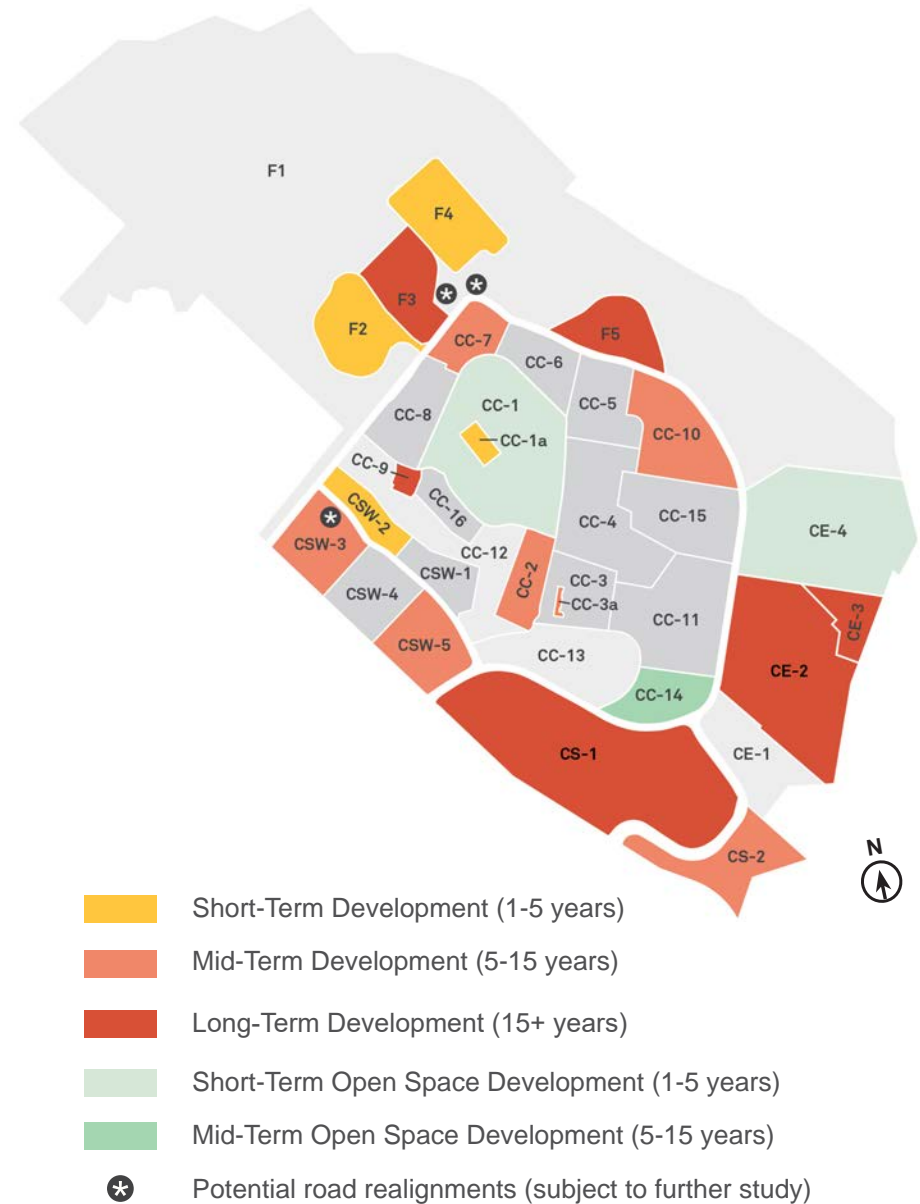 F1
F4
F3
F2
F5
CC-7
CC-6
CC-1
CC-5
CC-8
CC-10
CC-1a
CC-9
CC-16
CSW-2
CC-4
CC-15
CE-4
CSW-3
CC-12
CSW-1
CC-2
CC-3
CSW-4
CC-3a
CC-11
CE-3
CSW-5
CC-13
CE-2
CC-14
CS-1
CE-1
CS-2
N
Short-Term Development (1-5 years)
Mid-Term Development (5-15 years)
Long-Term Development (15+ years)
Short-Term Open Space Development (1-5 years)
Mid-Term Open Space Development (5-15 years)
Potential road realignments (subject to further study)